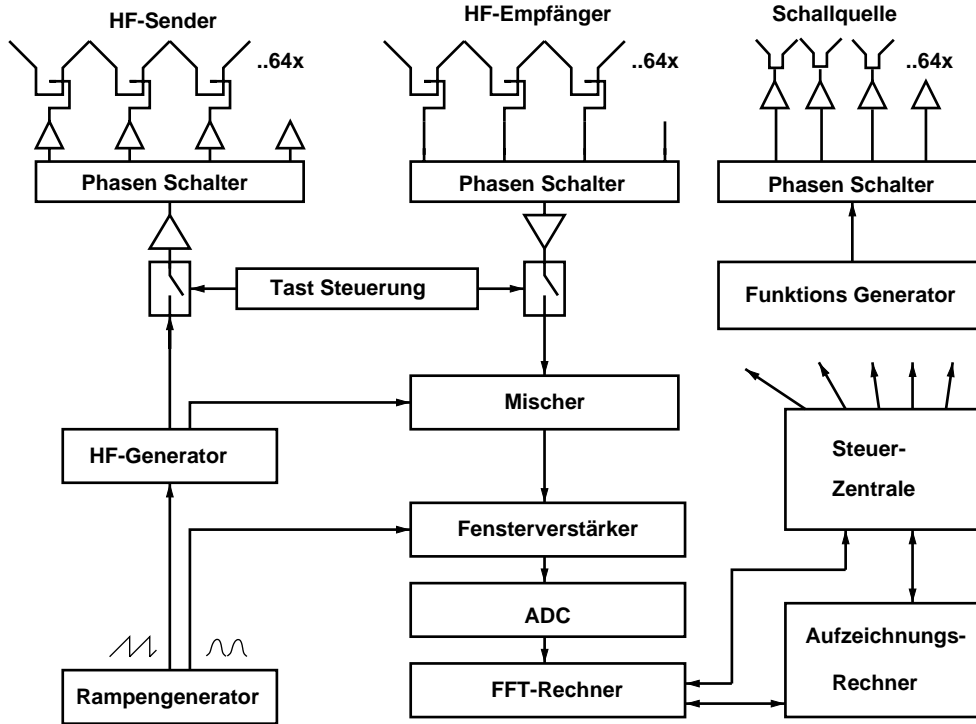 HF-Sender
HF-Empfänger
Schallquelle
..64x
..64x
..64x
Phasen Schalter
Phasen Schalter
Phasen Schalter
Tast Steuerung
Funktions Generator
Mischer
HF-Generator
Steuer-
Zentrale
Fensterverstärker
ADC
Aufzeichnungs-
Rechner
Rampengenerator
FFT-Rechner